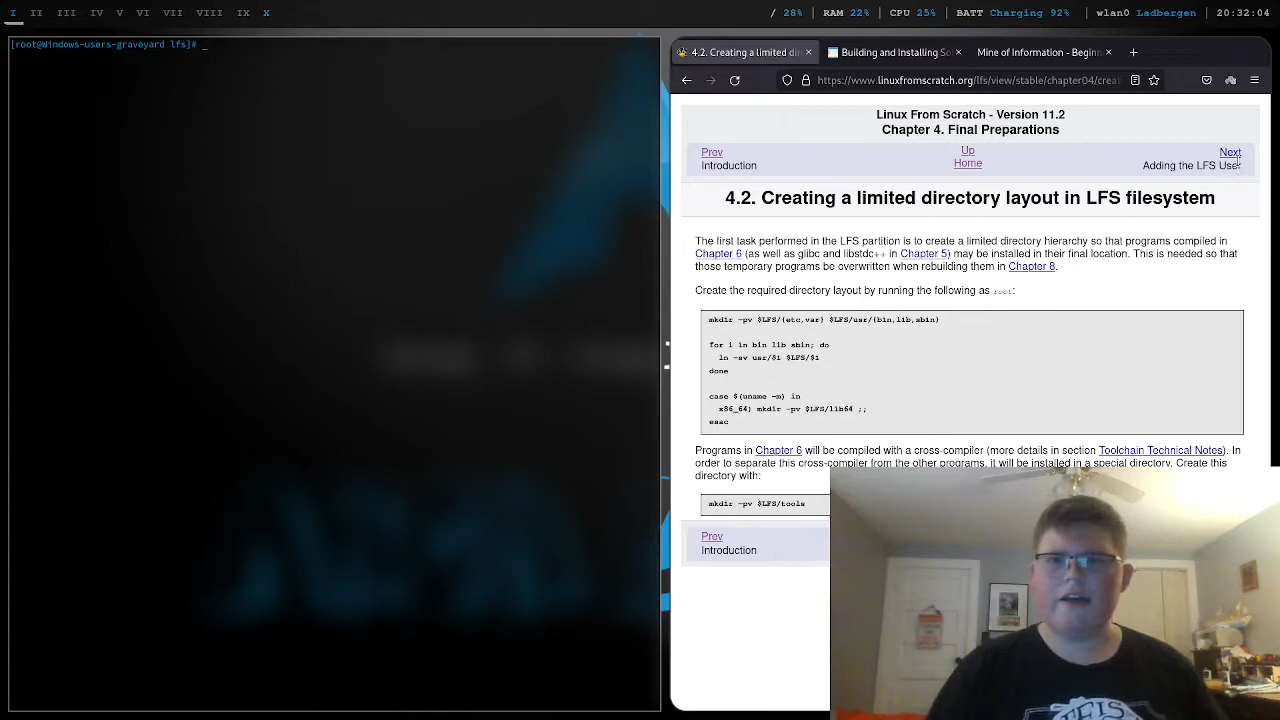 I II III IV V VI VII VIII IX X / 28% RAM 22% CPU 25% BATT Charging 92% wlan0 Ladbergen 20:32:04
[root@Windows-users-graveyard lfs]# _
4.2. Creating a limited dir Building and Installing So Mine of Information - Beginn
https://www.linuxfromscratch.org/lfs/view/stable/chapter04/creat
Linux From Scratch - Version 11.2
Chapter 4. Final Preparations
Prev Up Next
Introduction Home Adding the LFS User
4.2. Creating a limited directory layout in LFS filesystem
The first task performed in the LFS partition is to create a limited directory hierarchy so that programs compiled in
Chapter 6 (as well as glibc and libstdc++ in Chapter 5) may be installed in their final location. This is needed so that
those temporary programs be overwritten when rebuilding them in Chapter 8.
Create the required directory layout by running the following as root:
mkdir -pv $LFS/{etc,var} $LFS/usr/{bin,lib,sbin}
for i in bin lib sbin; do
ln -sv usr/$i $LFS/$i
done
case $(uname -m) in
x86_64) mkdir -pv $LFS/lib64 ;;
esac
Programs in Chapter 6 will be compiled with a cross-compiler (more details in section Toolchain Technical Notes). In
order to separate this cross-compiler from the other programs, it will be installed in a special directory. Create this
directory with:
mkdir -pv $LFS/tools
Prev
Introduction